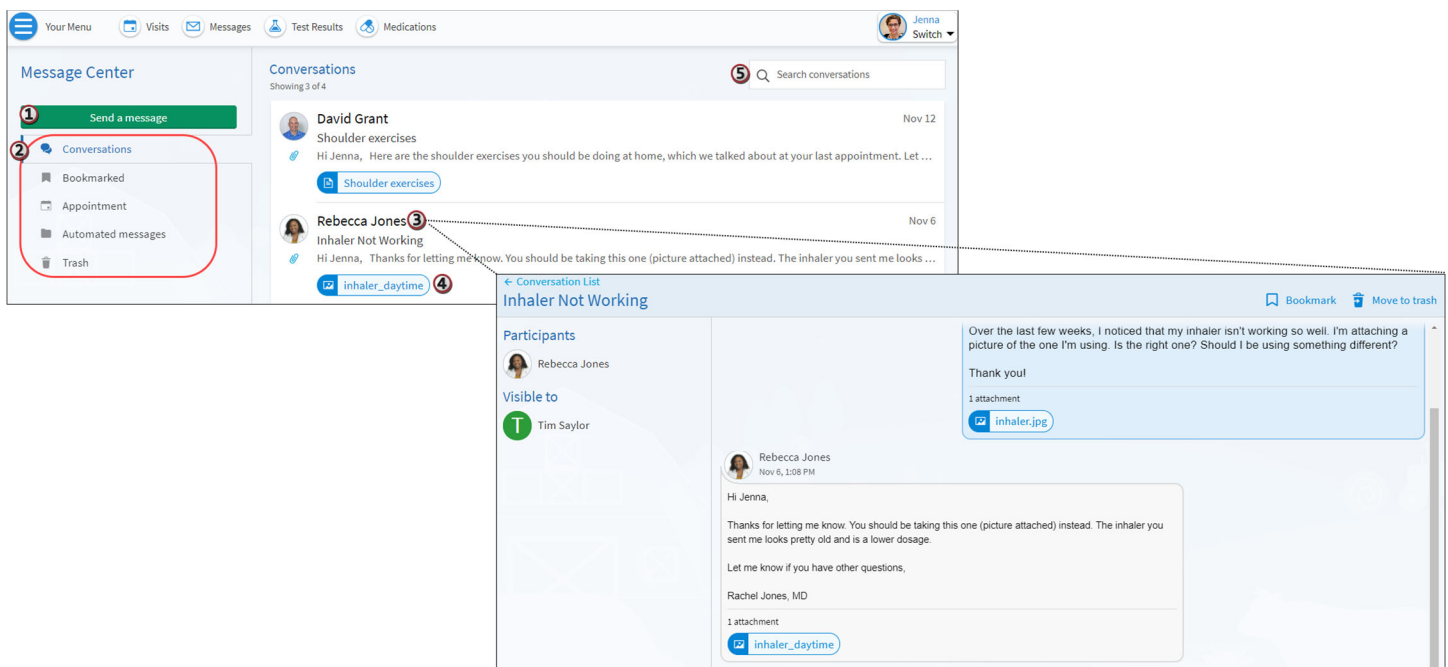 Your Menu Visits Messages Test Results Medications
Jenna
Switch
Message Center
1 Send a message
2 Conversations
Bookmarked
Appointment
Automated messages
Trash
Conversations
Showing 3 of 4
5 Search conversations
David Grant Nov 12
Shoulder exercises
Hi Jenna, Here are the shoulder exercises you should be doing at home, which we talked about at your last appointment. Let ...
Shoulder exercises
Rebecca Jones 3 Nov 6
Inhaler Not Working
Hi Jenna, Thanks for letting me know. You should be taking this one (picture attached) instead. The inhaler you sent me looks ...
inhaler_daytime 4
← Conversation List
Inhaler Not Working
Bookmark Move to trash
Participants
Rebecca Jones
Visible to
T Tim Saylor
Over the last few weeks, I noticed that my inhaler isn't working so well. I'm attaching a
picture of the one I'm using. Is the right one? Should I be using something different?
Thank you!
1 attachment
inhaler.jpg
Rebecca Jones
Nov 6, 1:08 PM
Hi Jenna,
Thanks for letting me know. You should be taking this one (picture attached) instead. The inhaler you
sent me looks pretty old and is a lower dosage.
Let me know if you have other questions,
Rachel Jones, MD
1 attachment
inhaler_daytime